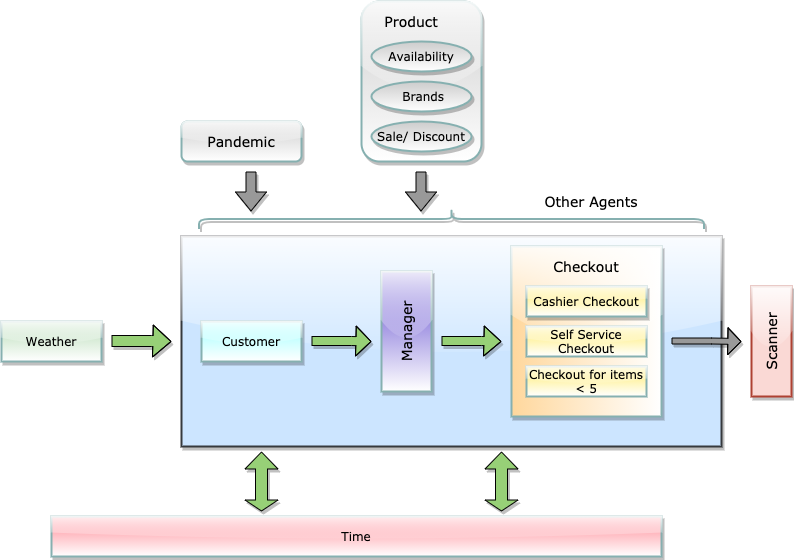 Product
Availability
Brands
Sale/ Discount
Pandemic
Other Agents
Checkout
Cashier Checkout
Self Service
Checkout
Checkout for items
< 5
Manager
Customer
Weather
Scanner
Time